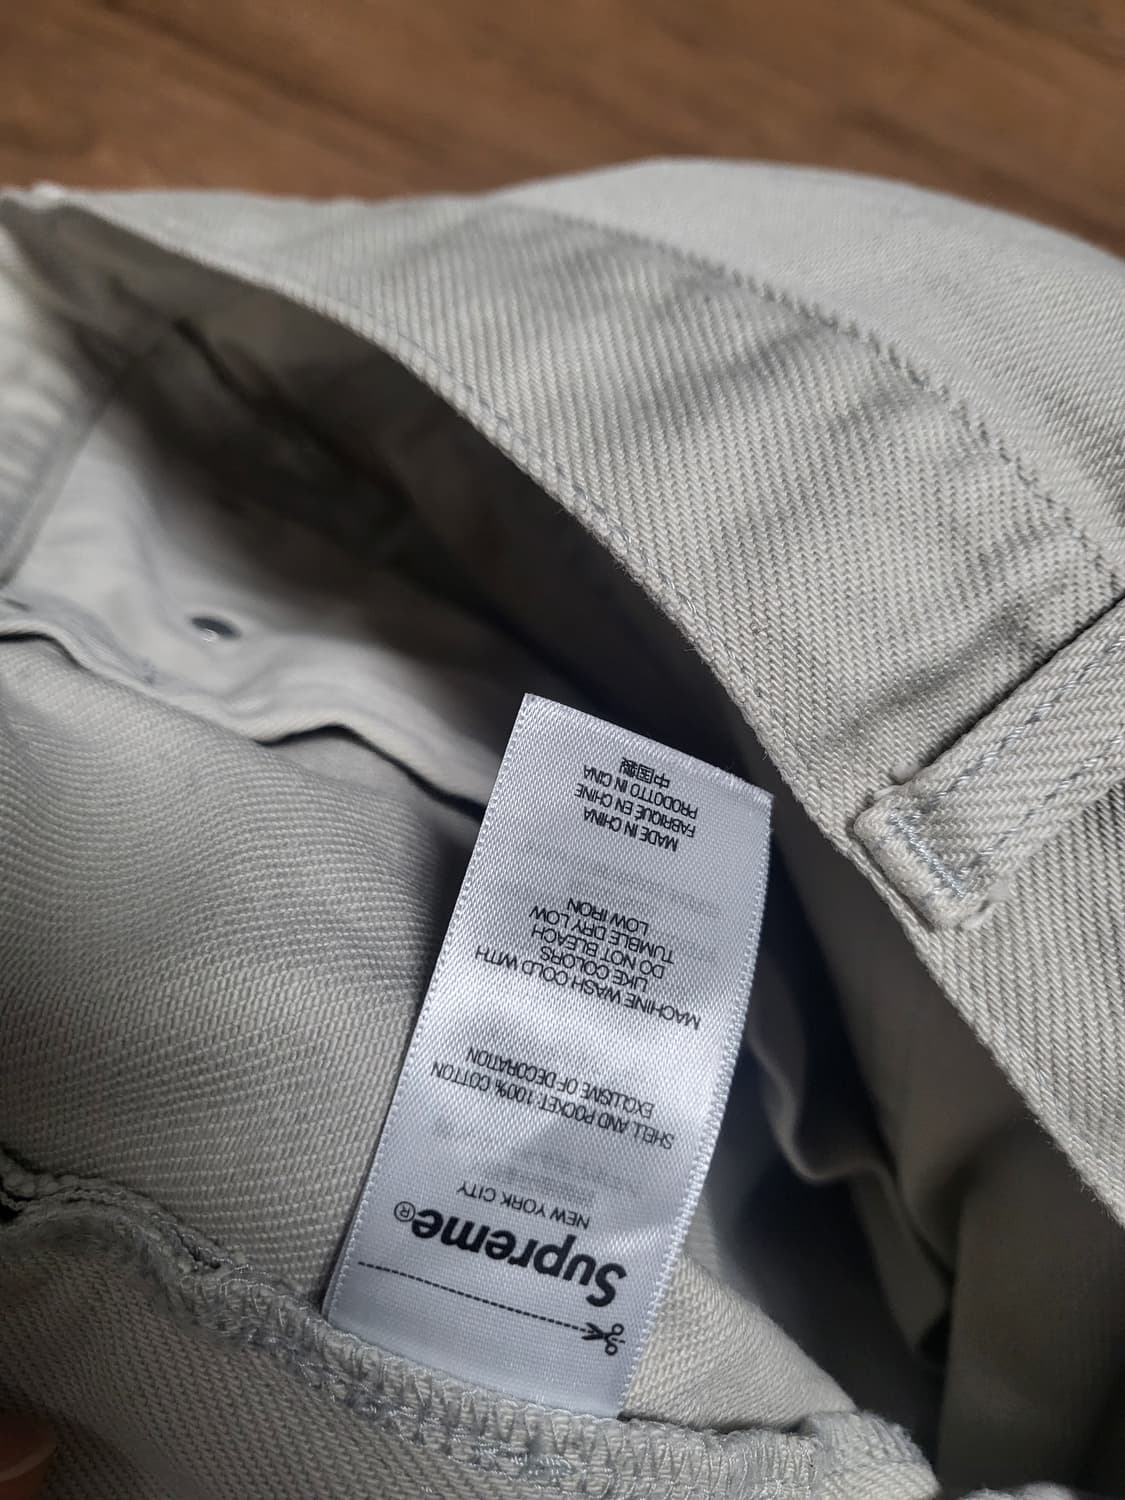 Supreme®
NEW YORK CITY
SHELL AND POCKET: 100% COTTON
EXCLUSIVE OF DECORATION
MACHINE WASH COLD WITH
LIKE COLORS
DO NOT BLEACH
TUMBLE DRY LOW
LOW IRON
MADE IN CHINA
FABRIQUÉ EN CHINE
PRODOTTO IN CINA
中国製